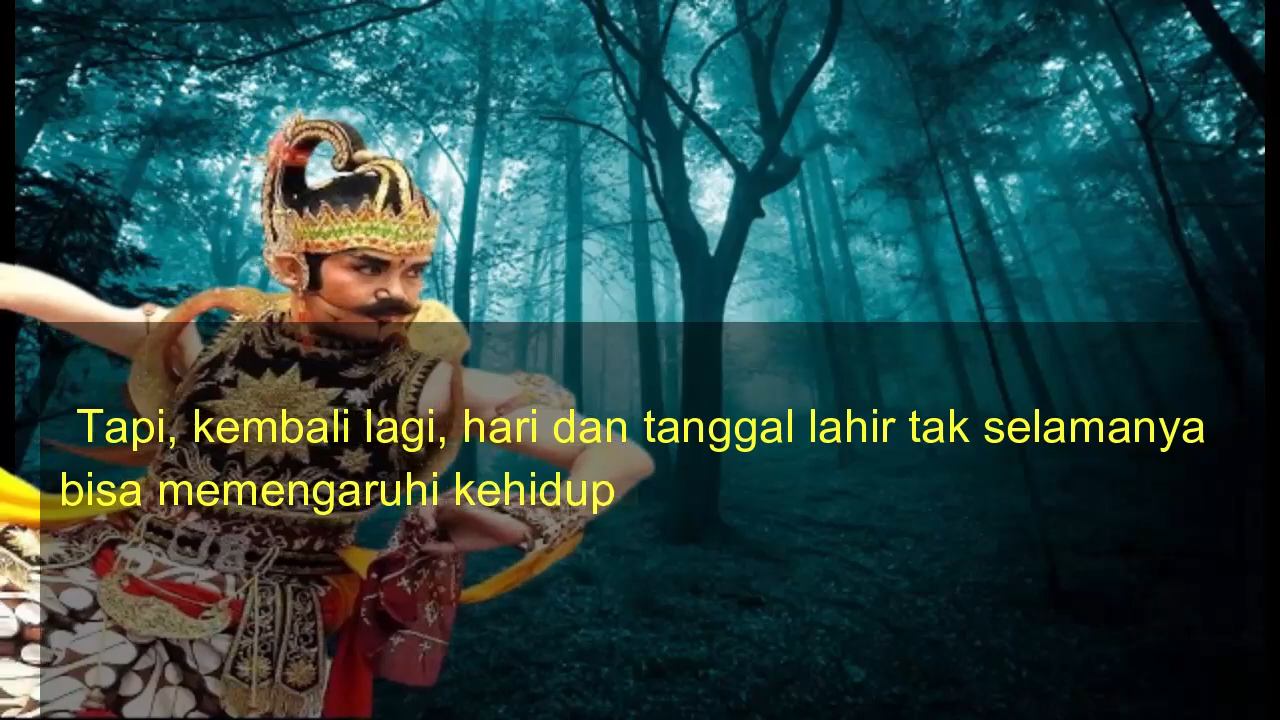 Tapi, kembali lagi, hari dan tanggal lahir tak selamanya
bisa memengaruhi kehidup